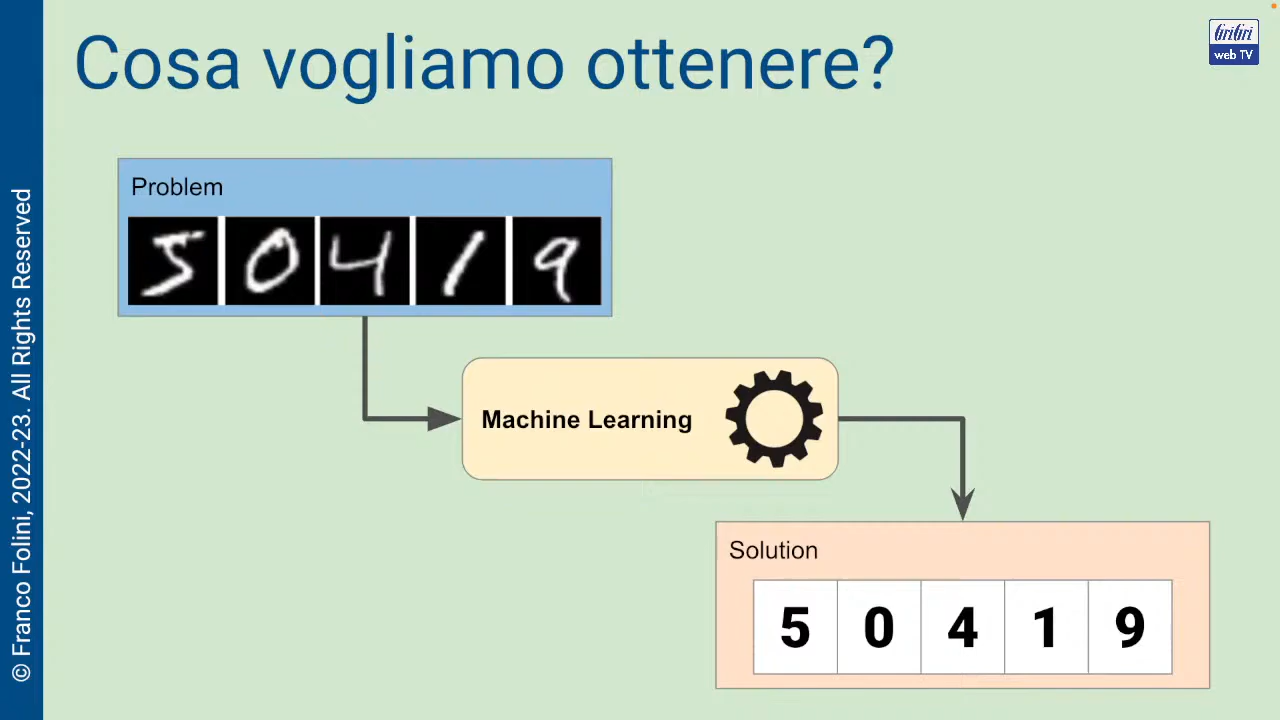 Cosa vogliamo ottenere?
biribiri
web TV
Problem
5 0 4 1 9
Machine Learning
Solution
5 0 4 1 9
© Franco Folini, 2022-23. All Rights Reserved